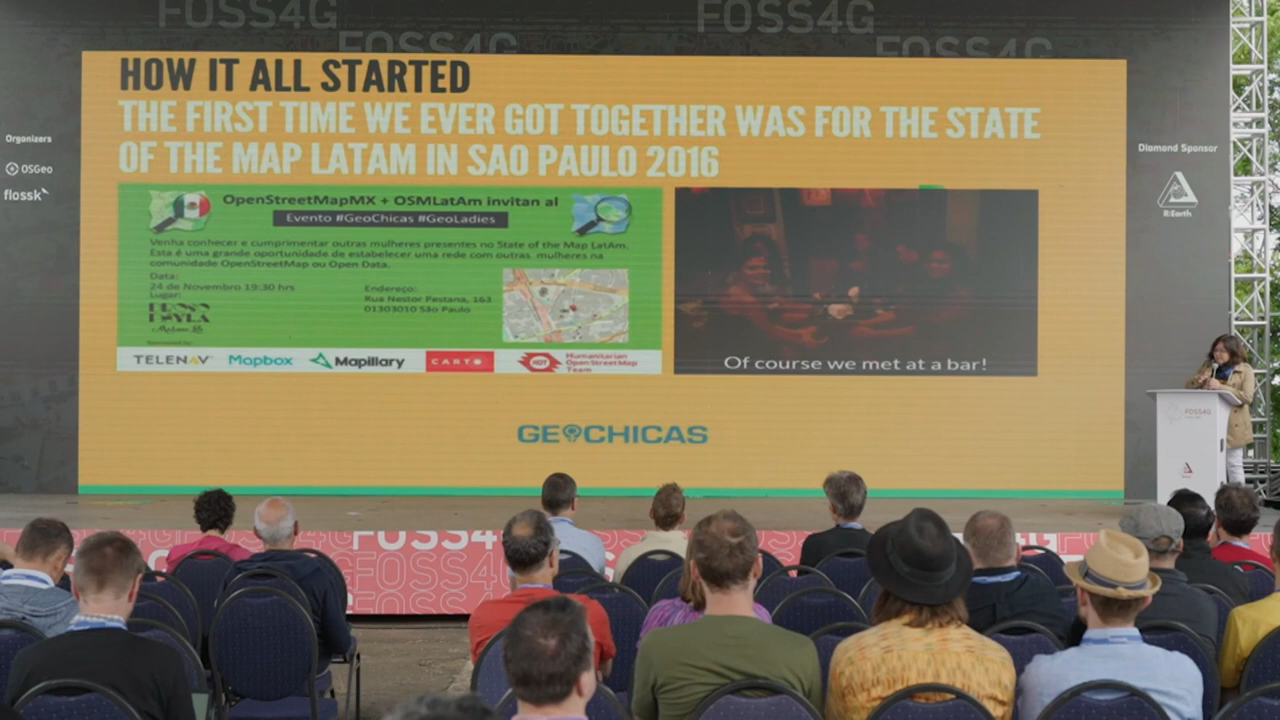 FOSS4G
FOSS4G
FOSS4G
FOSS4G
HOW IT ALL STARTED
THE FIRST TIME WE EVER GOT TOGETHER WAS FOR THE STATE
OF THE MAP LATAM IN SAO PAULO 2016
Organizers
OSGeo
flossk
Diamond Sponsor
R:Earth
OpenStreetMapMX + OSMLatAm invitan al
Evento #GeoChicas #GeoLadies
Venha conhecer e cumprimentar outras mulheres presentes no State of the Map LatAm.
Esta é uma grande oportunidade de estabelecer uma rede com outras mulheres na
comunidade OpenStreetMap ou Open Data.
Data:
24 de Novembro 19:30 hrs
Lugar:
Endereço:
Rua Nestor Pestana, 163
01303010 São Paulo
Sponsored by:
TELENAV
Mapbox
Mapillary
CARTO
HOT
Humanitarian
OpenStreetMap
Team
Of course we met at a bar!
GEOCHICAS
FOSS4G
FOSS4G
FOSS4G
FOSS4G